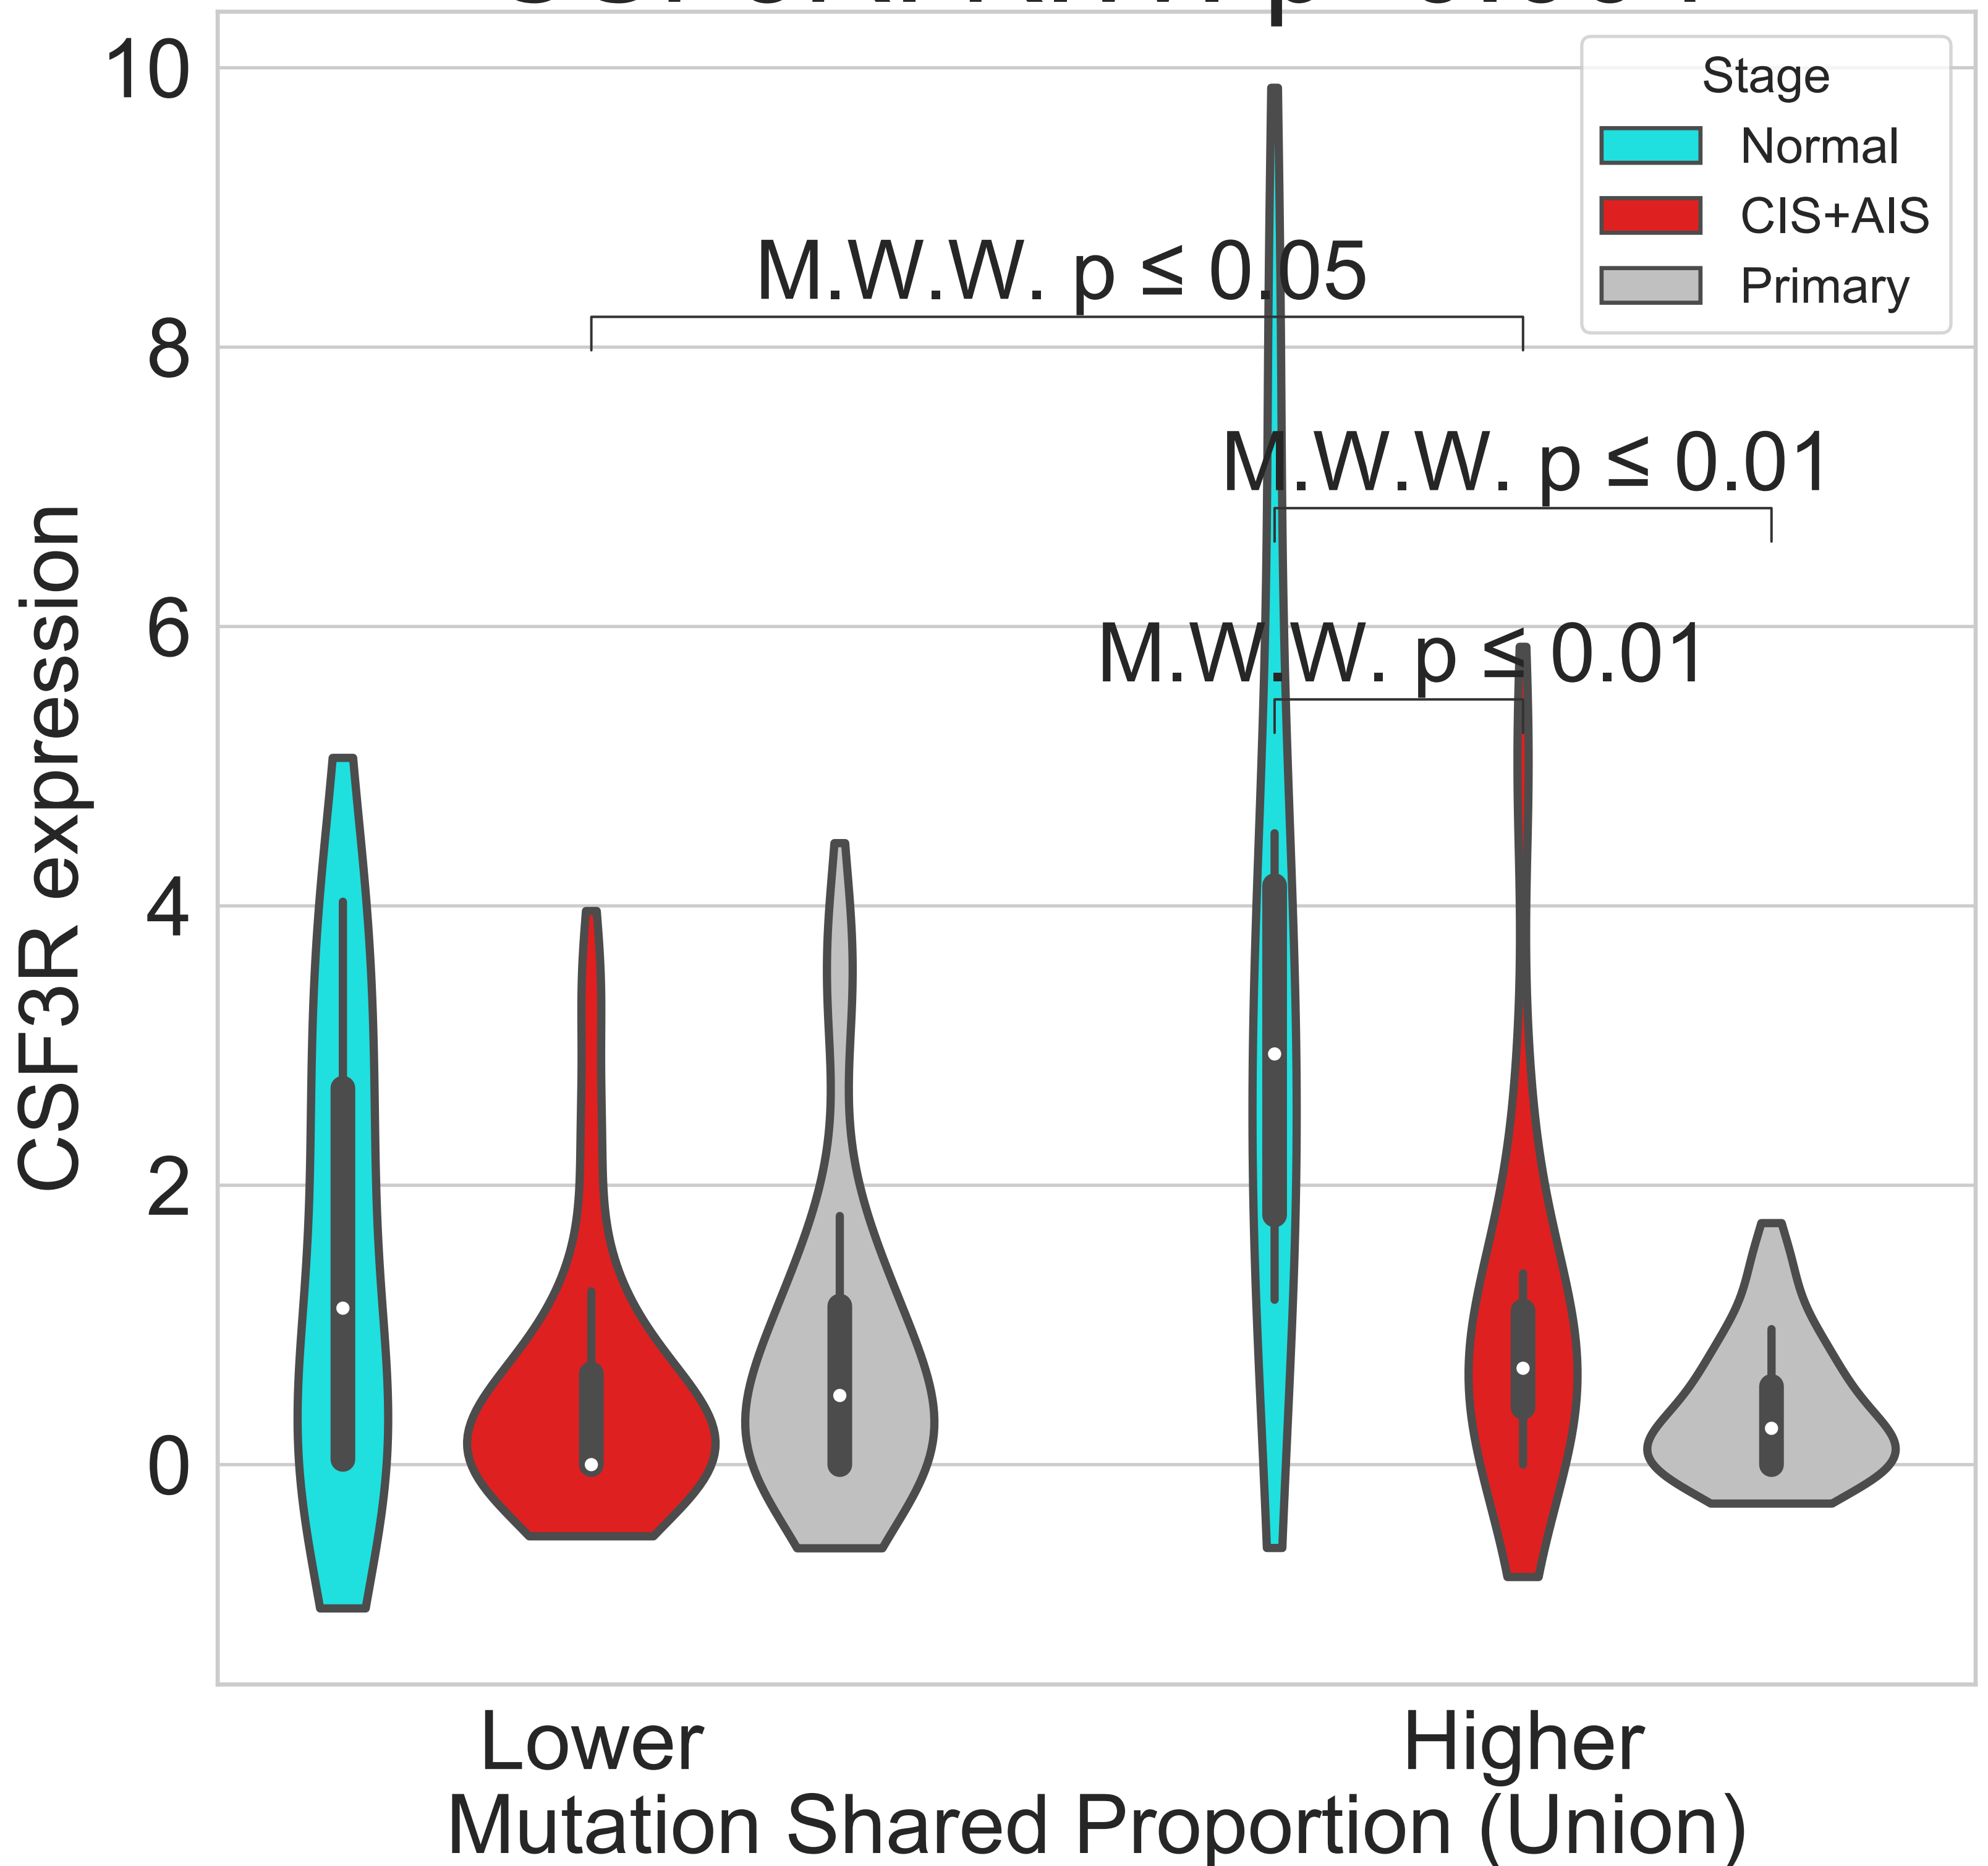 10
8
6
4
2
0
CSF3R expression
Stage
Normal
CIS+AIS
Primary
M.W.W. p ≤ 0.05
M.W.W. p ≤ 0.01
M.W.W. p ≤ 0.01
Lower
Higher
Mutation Shared Proportion (Union)